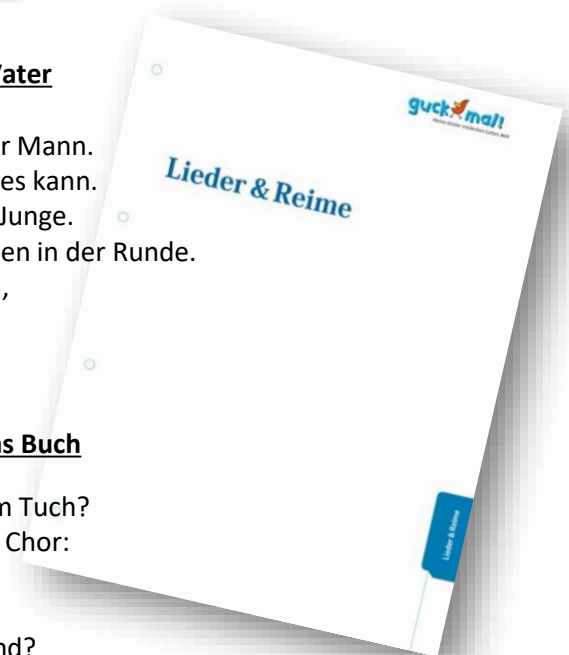 Vater
r Mann.
es kann.
Junge.
en in der Runde.
,
s Buch
m Tuch?
Chor:
nd?
guck mal!
Lieder & Reime
Lieder & Reime